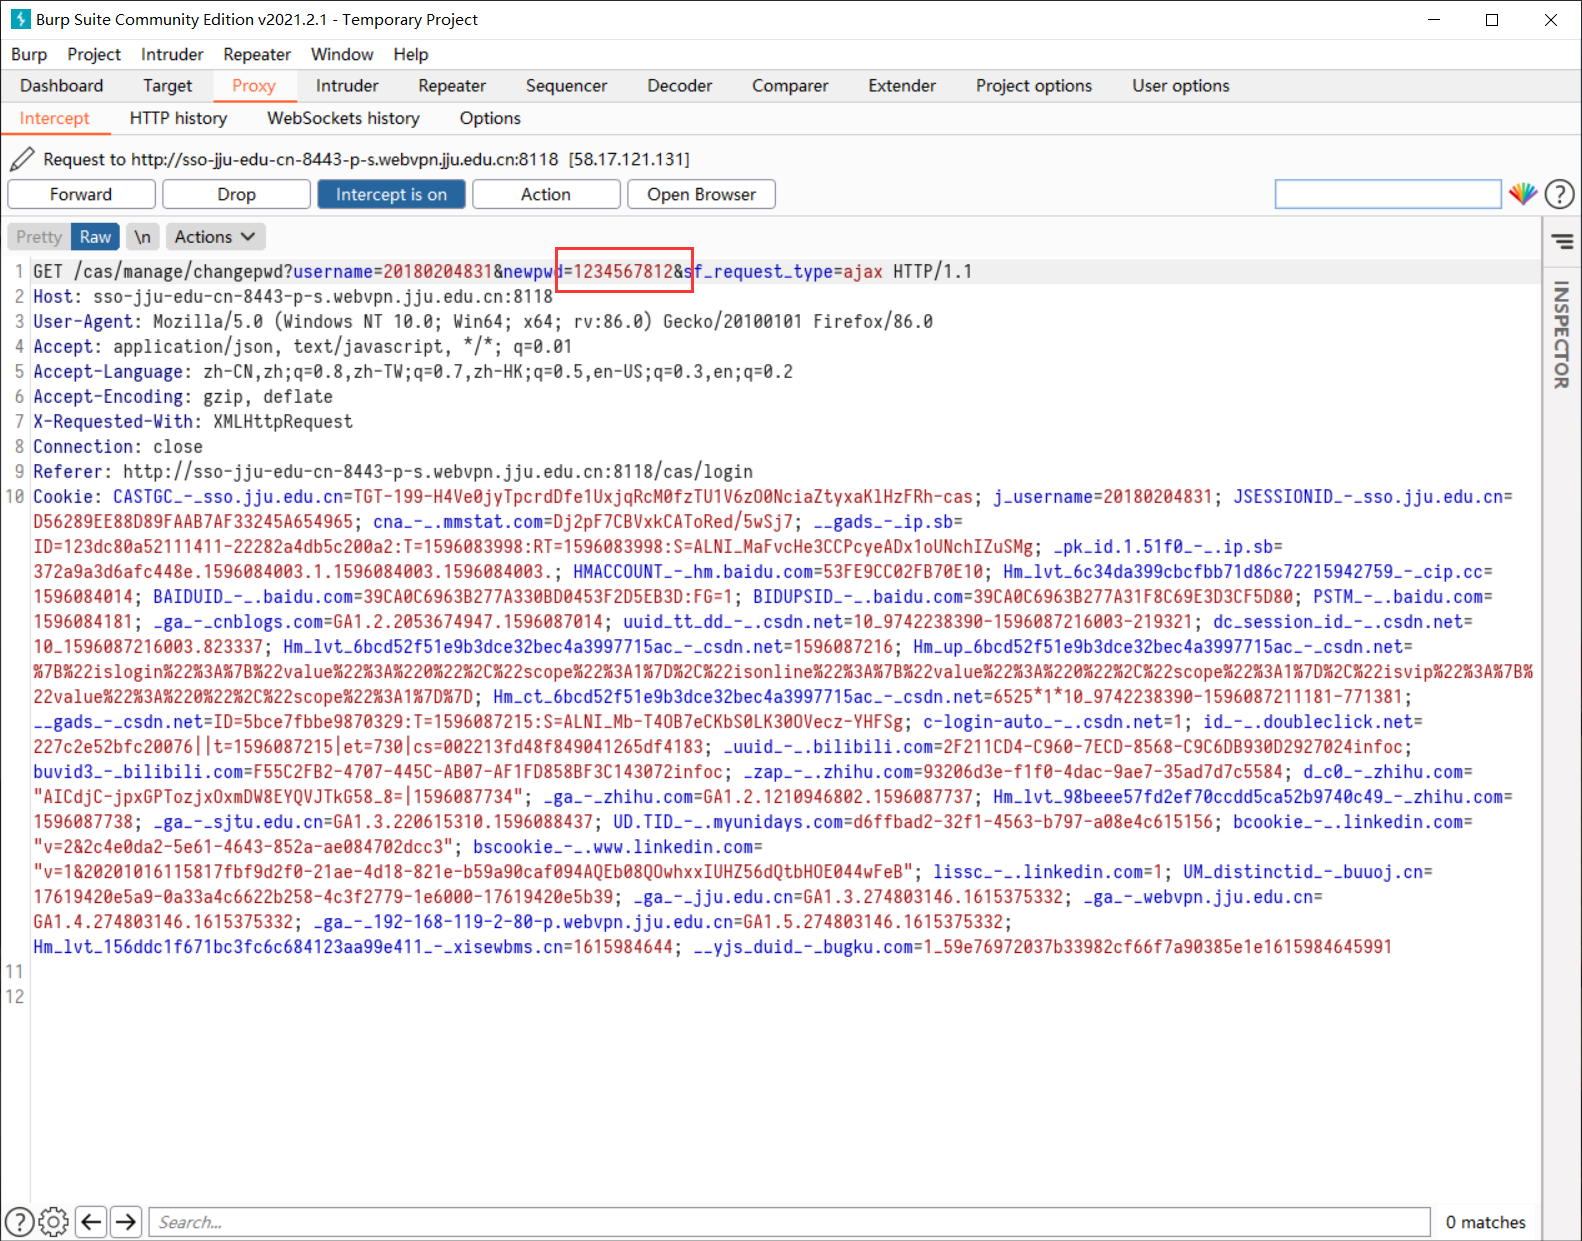 Burp Suite Community Edition v2021.2.1 - Temporary Project
Burp Project Intruder Repeater Window Help
Dashboard Target Proxy Intruder Repeater Sequencer Decoder Comparer Extender Project options User options
Intercept HTTP history WebSockets history Options
Request to http://sso-jju-edu-cn-8443-p-s.webvpn.jju.edu.cn:8118 [58.17.121.131]
Forward Drop Intercept is on Action Open Browser
Pretty Raw \n Actions
INSPECTOR
1 GET /cas/manage/changepwd?username=20180204831&newpwd=1234567812&sf_request_type=ajax HTTP/1.1
2 Host: sso-jju-edu-cn-8443-p-s.webvpn.jju.edu.cn:8118
3 User-Agent: Mozilla/5.0 (Windows NT 10.0; Win64; x64; rv:86.0) Gecko/20100101 Firefox/86.0
4 Accept: application/json, text/javascript, */*; q=0.01
5 Accept-Language: zh-CN,zh;q=0.8,zh-TW;q=0.7,zh-HK;q=0.5,en-US;q=0.3,en;q=0.2
6 Accept-Encoding: gzip, deflate
7 X-Requested-With: XMLHttpRequest
8 Connection: close
9 Referer: http://sso-jju-edu-cn-8443-p-s.webvpn.jju.edu.cn:8118/cas/login
10 Cookie: CASTGC_-_sso.jju.edu.cn=TGT-199-H4Ve0jyTpcrdDfe1UxjqRcM0fzTU1V6zO0NciaZtyxaKlHzFRh-cas; j_username=20180204831; JSESSIONID_-_sso.jju.edu.cn=
D56289EE88D89FAAB7AF33245A654965; cna_-_.mmstat.com=Dj2pF7CBVxkCAToRed/5wSj7; __gads_-_ip.sb=
ID=123dc80a52111411-22282a4db5c200a2:T=1596083998:RT=1596083998:S=ALNI_MaFvcHe3CCPcyeADx1oUNchIZuSMg; _pk_id.1.51f0_-_.ip.sb=
372a9a3d6afc448e.1596084003.1.1596084003.1596084003.; HMACCOUNT_-_hm.baidu.com=53FE9CC02FB70E10; Hm_lvt_6c34da399cbcfbb71d86c72215942759_-_cip.cc=
1596084014; BAIDUID_-_.baidu.com=39CA0C6963B277A330BD0453F2D5EB3D:FG=1; BIDUPSID_-_.baidu.com=39CA0C6963B277A31F8C69E3D3CF5D80; PSTM_-_.baidu.com=
1596084181; _ga_-_cnblogs.com=GA1.2.2053674947.1596087014; uuid_tt_dd_-_.csdn.net=10_9742238390-1596087216003-219321; dc_session_id_-_.csdn.net=
10_1596087216003.823337; Hm_lvt_6bcd52f51e9b3dce32bec4a3997715ac_-_csdn.net=1596087216; Hm_up_6bcd52f51e9b3dce32bec4a3997715ac_-_csdn.net=
%7B%22islogin%22%3A%7B%22value%22%3A%220%22%2C%22scope%22%3A1%7D%2C%22isonline%22%3A%7B%22value%22%3A%220%22%2C%22scope%22%3A1%7D%2C%22isvip%22%3A%7B%
22value%22%3A%220%22%2C%22scope%22%3A1%7D%7D; Hm_ct_6bcd52f51e9b3dce32bec4a3997715ac_-_csdn.net=6525*1*10_9742238390-1596087211181-771381;
__gads_-_csdn.net=ID=5bce7fbbe9870329:T=1596087215:S=ALNI_Mb-T4OB7eCKbS0LK30OVecz-YHFSg; c-login-auto_-_.csdn.net=1; id_-_.doubleclick.net=
227c2e52bfc20076||t=1596087215|et=730|cs=002213fd48f849041265df4183; _uuid_-_.bilibili.com=2F211CD4-C960-7ECD-8568-C9C6DB930D2927024infoc;
buvid3_-_bilibili.com=F55C2FB2-4707-445C-AB07-AF1FD858BF3C143072infoc; _zap_-_.zhihu.com=93206d3e-f1f0-4dac-9ae7-35ad7d7c5584; d_c0_-_zhihu.com=
"AICdjC-jpxGPTozjxOxmDW8EYQVJTkG58_8=|1596087734"; _ga_-_zhihu.com=GA1.2.1210946802.1596087737; Hm_lvt_98beee57fd2ef70ccdd5ca52b9740c49_-_zhihu.com=
1596087738; _ga_-_sjtu.edu.cn=GA1.3.220615310.1596088437; UD.TID_-_.myunidays.com=d6ffbad2-32f1-4563-b797-a08e4c615156; bcookie_-_.linkedin.com=
"v=2&2c4e0da2-5e61-4643-852a-ae084702dcc3"; bscookie_-_.www.linkedin.com=
"v=1&20201016115817fbf9d2f0-21ae-4d18-821e-b59a90caf094AQEb08QOwhxxIUHZ56dQtbHOE044wFeB"; lissc_-_.linkedin.com=1; UM_distinctid_-_buuoj.cn=
17619420e5a9-0a33a4c6622b258-4c3f2779-1e6000-17619420e5b39; _ga_-_jju.edu.cn=GA1.3.274803146.1615375332; _ga_-_webvpn.jju.edu.cn=
GA1.4.274803146.1615375332; _ga_-_192-168-119-2-80-p.webvpn.jju.edu.cn=GA1.5.274803146.1615375332;
Hm_lvt_156ddc1f671bc3fc6c684123aa99e411_-_xisewbms.cn=1615984644; __yjs_duid_-_bugku.com=1_59e76972037b33982cf66f7a90385e1e1615984645991
11
12
Search...
0 matches